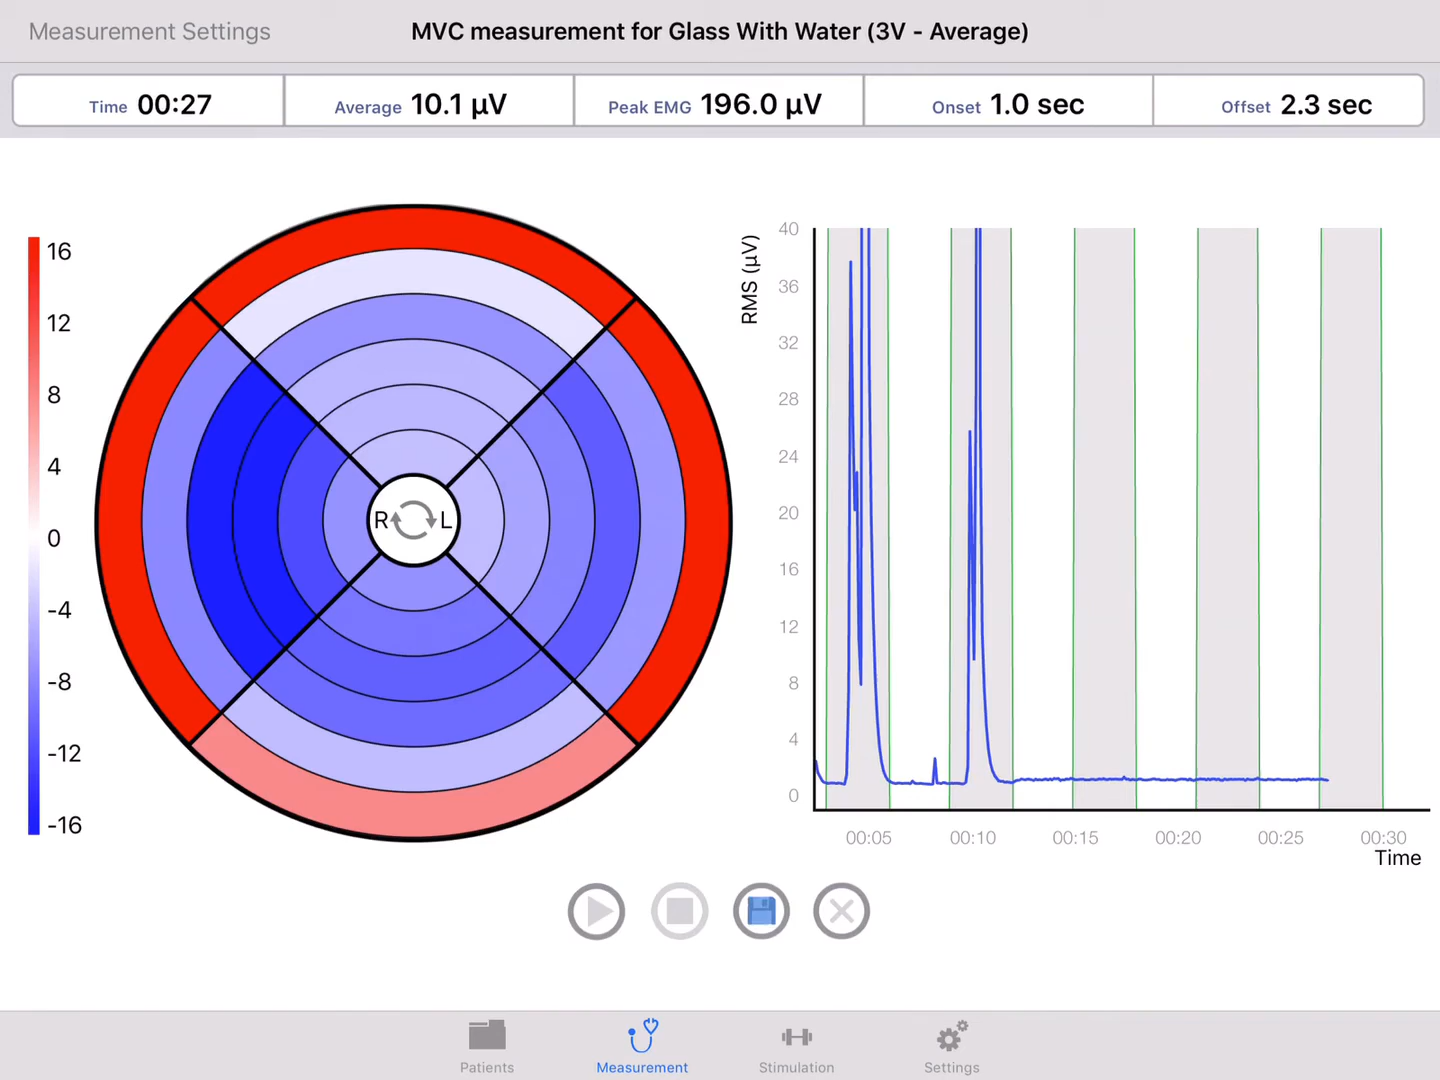 Measurement Settings
MVC measurement for Glass With Water (3V - Average)
Time 00:27
Average 10.1 µV
Peak EMG 196.0 µV
Onset 1.0 sec
Offset 2.3 sec
16
12
8
4
0
-4
-8
-12
-16
R L
RMS (µV)
40
36
32
28
24
20
16
12
8
4
0
00:05 00:10 00:15 00:20 00:25 00:30
Time
Patients
Measurement
Stimulation
Settings